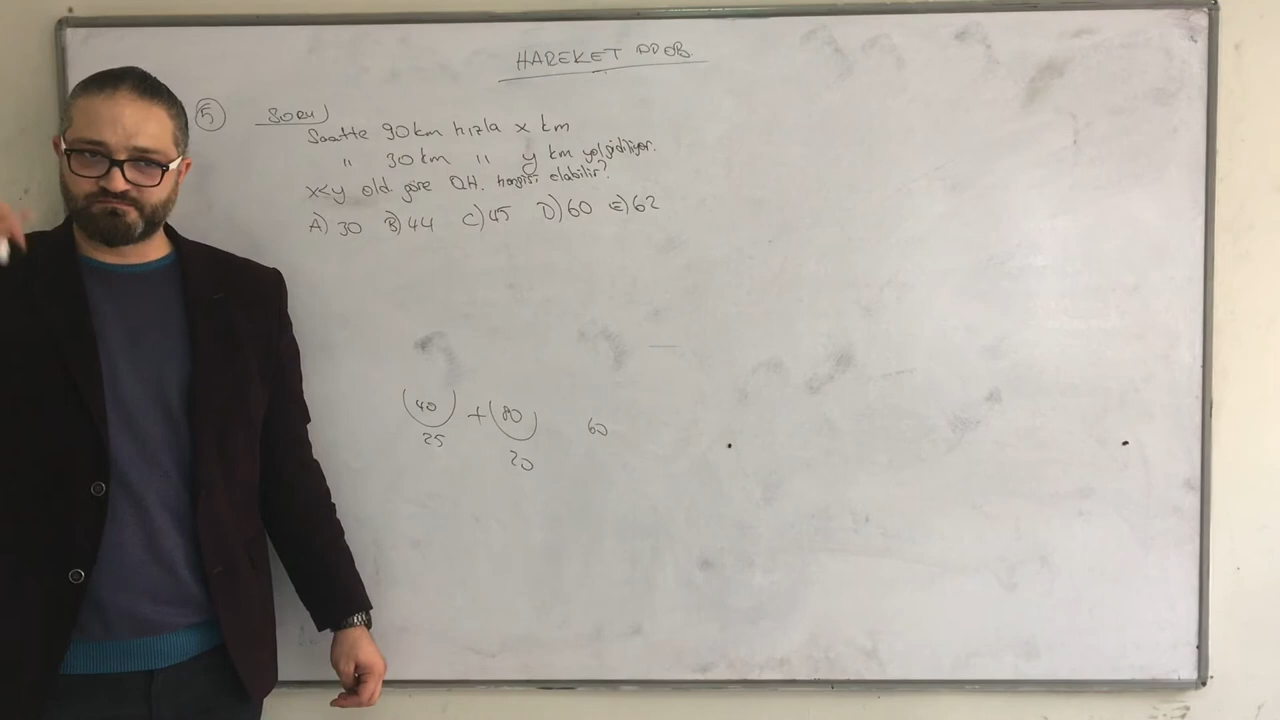 HAREKET PROB
5 SORU
Saatte 90 km hızla x km
" 30 km " y km yol gidiliyor.
x<y old. göre O.H. hangisi olabilir?
A) 30 B) 44 C) 45 D) 60 E) 62
(40) + (80) 60
25 20